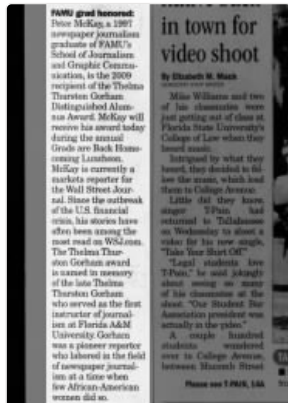 FAMU grad honored:
Peter McKay, a 1997
newspaper journalism
graduate of FAMU's
School of Journalism
and Graphic Commu-
nication, is the 2009
recipient of the Thelma
Thurston Gorham
Distinguished Alum-
nus Award. McKay will
receive his award today
during the annual
Grads are Back Home-
coming Luncheon.
McKay is currently a
markets reporter for
the Wall Street Jour-
nal. Since the outbreak
of the U.S. financial
crisis, his stories have
often been among the
most read on WSJ.com.
The Thelma Thur-
ston Gorham award
is named in memory
of the late Thelma
Thurston Gorham
who served as the first
instructor of journal-
ism at Florida A&M
University. Gorham
was a pioneer reporter
who labored in the field
of newspaper journal-
ism at a time when
few African-American
women did so.
in town for
video shoot
By Elizabeth M. Mack
Mike Williams and two
of his classmates were
just getting out of class at
Florida State University's
College of Law when they
heard music.
Intrigued by what they
heard, they decided to fol-
low the music, which lead
them to College Avenue.
Little did they know,
singer T-Pain had
returned to Tallahassee
on Wednesday to shoot a
video for his new single,
"Take Your Shirt Off."
"Legal students love
T-Pain," he said jokingly
about seeing so many
of his classmates at the
shoot. "Our Student Bar
Association president was
actually in the video."
A couple hundred
students wandered
over to College Avenue,
between Macomb Street
Please see T-PAIN, 14A